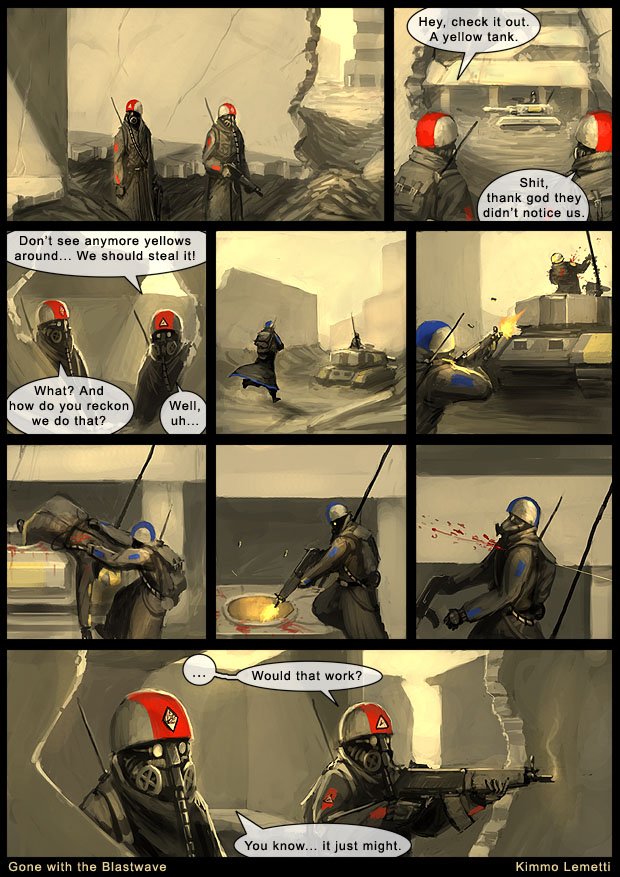 Hey, check it out.
A yellow tank.
Shit,
thank god they
didn't notice us.
Don't see anymore yellows
around... We should steal it!
What? And
how do you reckon
we do that?
Well,
uh...
...
Would that work?
You know... it just might.
Gone with the Blastwave
Kimmo Lemetti